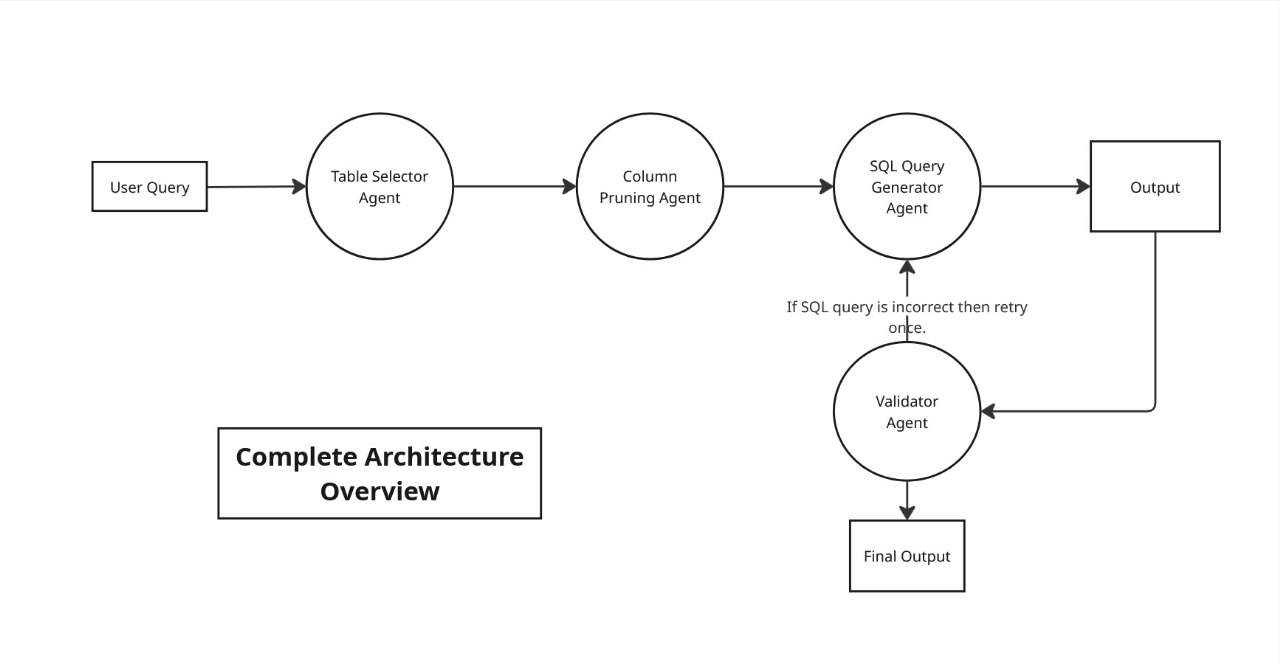 User Query
Table Selector
Agent
Column
Pruning Agent
SQL Query
Generator
Agent
Output
If SQL query is incorrect then retry
once.
Validator
Agent
Complete Architecture
Overview
Final Output